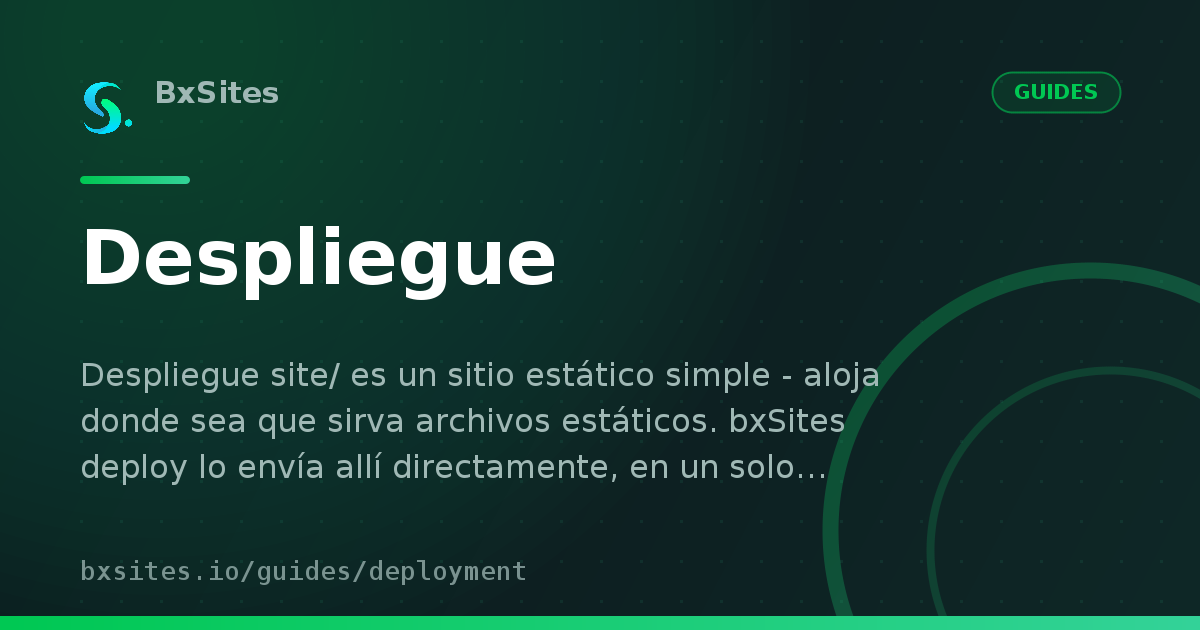 BxSites
GUIDES
Despliegue
Despliegue site/ es un sitio estático simple - aloja
donde sea que sirva archivos estáticos. bxSites
deploy lo envía allí directamente, en un solo...
bxsites.io/guides/deployment